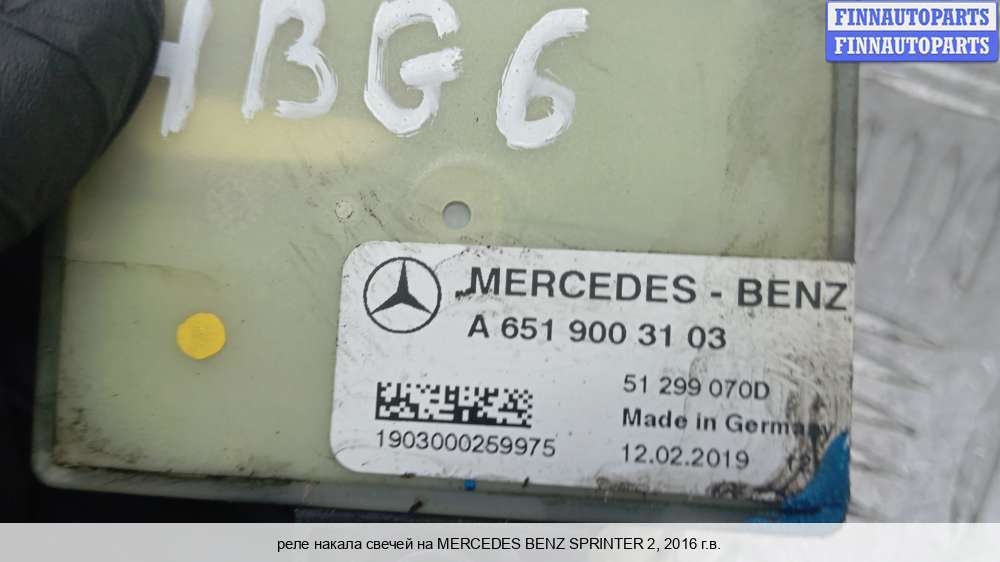 FINNAUTOPARTS
FINNAUTOPARTS
HBG6
MERCEDES - BENZ
A 651 900 31 03
51 299 070D
Made in Germany
1903000259975
12.02.2019
реле накала свечей на MERCEDES BENZ SPRINTER 2, 2016 г.в.